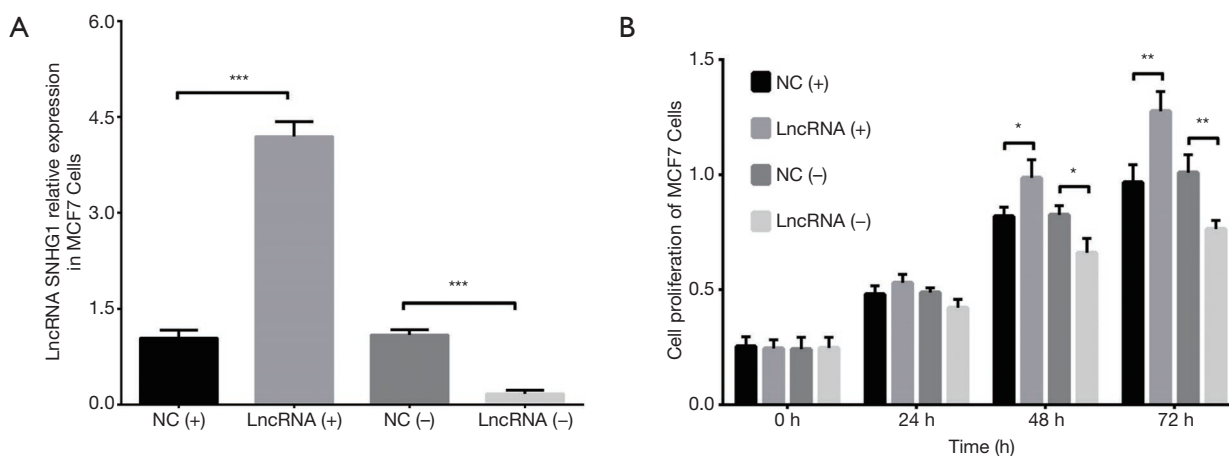 A
LncRNA SNHG1 relative expression
in MCF7 Cells
6.0
4.5
3.0
1.5
0.0
***
***
NC (+)
LncRNA (+)
NC (–)
LncRNA (–)
B
Cell proliferation of MCF7 Cells
1.5
1.0
0.5
0.0
NC (+)
LncRNA (+)
NC (–)
LncRNA (–)
*
*
**
**
0 h
24 h
48 h
72 h
Time (h)